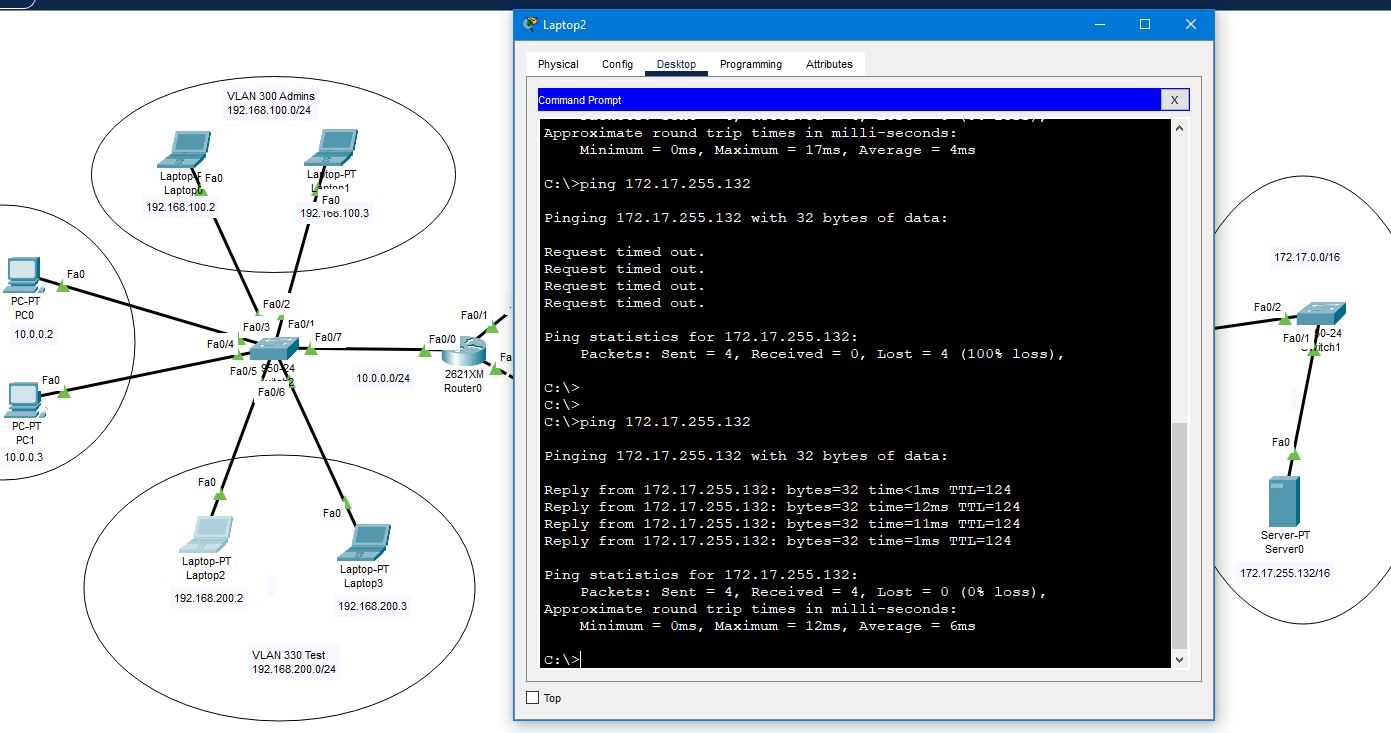 Laptop2
Physical Config Desktop Programming Attributes
Command Prompt
X
Approximate round trip times in milli-seconds:
Minimum = 0ms, Maximum = 17ms, Average = 4ms
C:\>ping 172.17.255.132
Pinging 172.17.255.132 with 32 bytes of data:
Request timed out.
Request timed out.
Request timed out.
Request timed out.
Ping statistics for 172.17.255.132:
Packets: Sent = 4, Received = 0, Lost = 4 (100% loss),
C:\>
C:\>
C:\>ping 172.17.255.132
Pinging 172.17.255.132 with 32 bytes of data:
Reply from 172.17.255.132: bytes=32 time<1ms TTL=124
Reply from 172.17.255.132: bytes=32 time=12ms TTL=124
Reply from 172.17.255.132: bytes=32 time=11ms TTL=124
Reply from 172.17.255.132: bytes=32 time=1ms TTL=124
Ping statistics for 172.17.255.132:
Packets: Sent = 4, Received = 4, Lost = 0 (0% loss),
Approximate round trip times in milli-seconds:
Minimum = 0ms, Maximum = 12ms, Average = 6ms
C:\>
Top
VLAN 300 Admins
192.168.100.0/24
Fa0
192.168.100.2
Laptop-PT
Fa0
192.168.100.3
Fa0
PC-PT
PC0
10.0.0.2
Fa0
PC-PT
PC1
10.0.0.3
Fa0/2
Fa0/3
Fa0/1
Fa0/4
Fa0/7
Fa0/5
Fa0/6
10.0.0.0/24
Fa0/1
Fa0/0
2621XM
Router0
Fa0
Laptop-PT
Laptop2
192.168.200.2
Fa0
Laptop-PT
Laptop3
192.168.200.3
VLAN 330 Test
192.168.200.0/24
172.17.0.0/16
Fa0/2
Fa0/1
Fa0
Server-PT
Server0
172.17.255.132/16